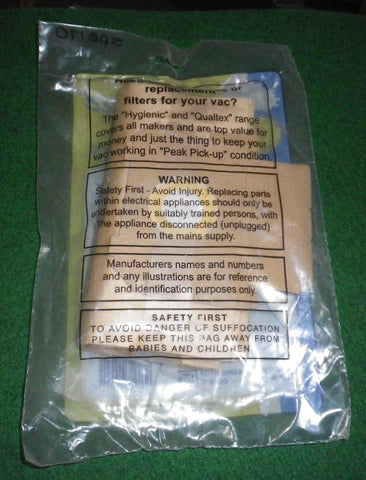 Need
replacement or
filters for your vac?
The "Hygienic" and "Qualtex" range
covers all makers and are top value for
money and just the thing to keep your
vac working in "Peak Pick-up" condition.
WARNING
Safety First - Avoid Injury. Replacing parts
within electrical appliances should only be
undertaken by suitably trained persons, with
the appliance disconnected (unplugged)
from the mains supply.
Manufacturers names and numbers
and any illustrations are for reference
and identification purposes only.
SAFETY FIRST
TO AVOID DANGER OF SUFFOCATION
PLEASE KEEP THIS BAG AWAY FROM
BABIES AND CHILDREN